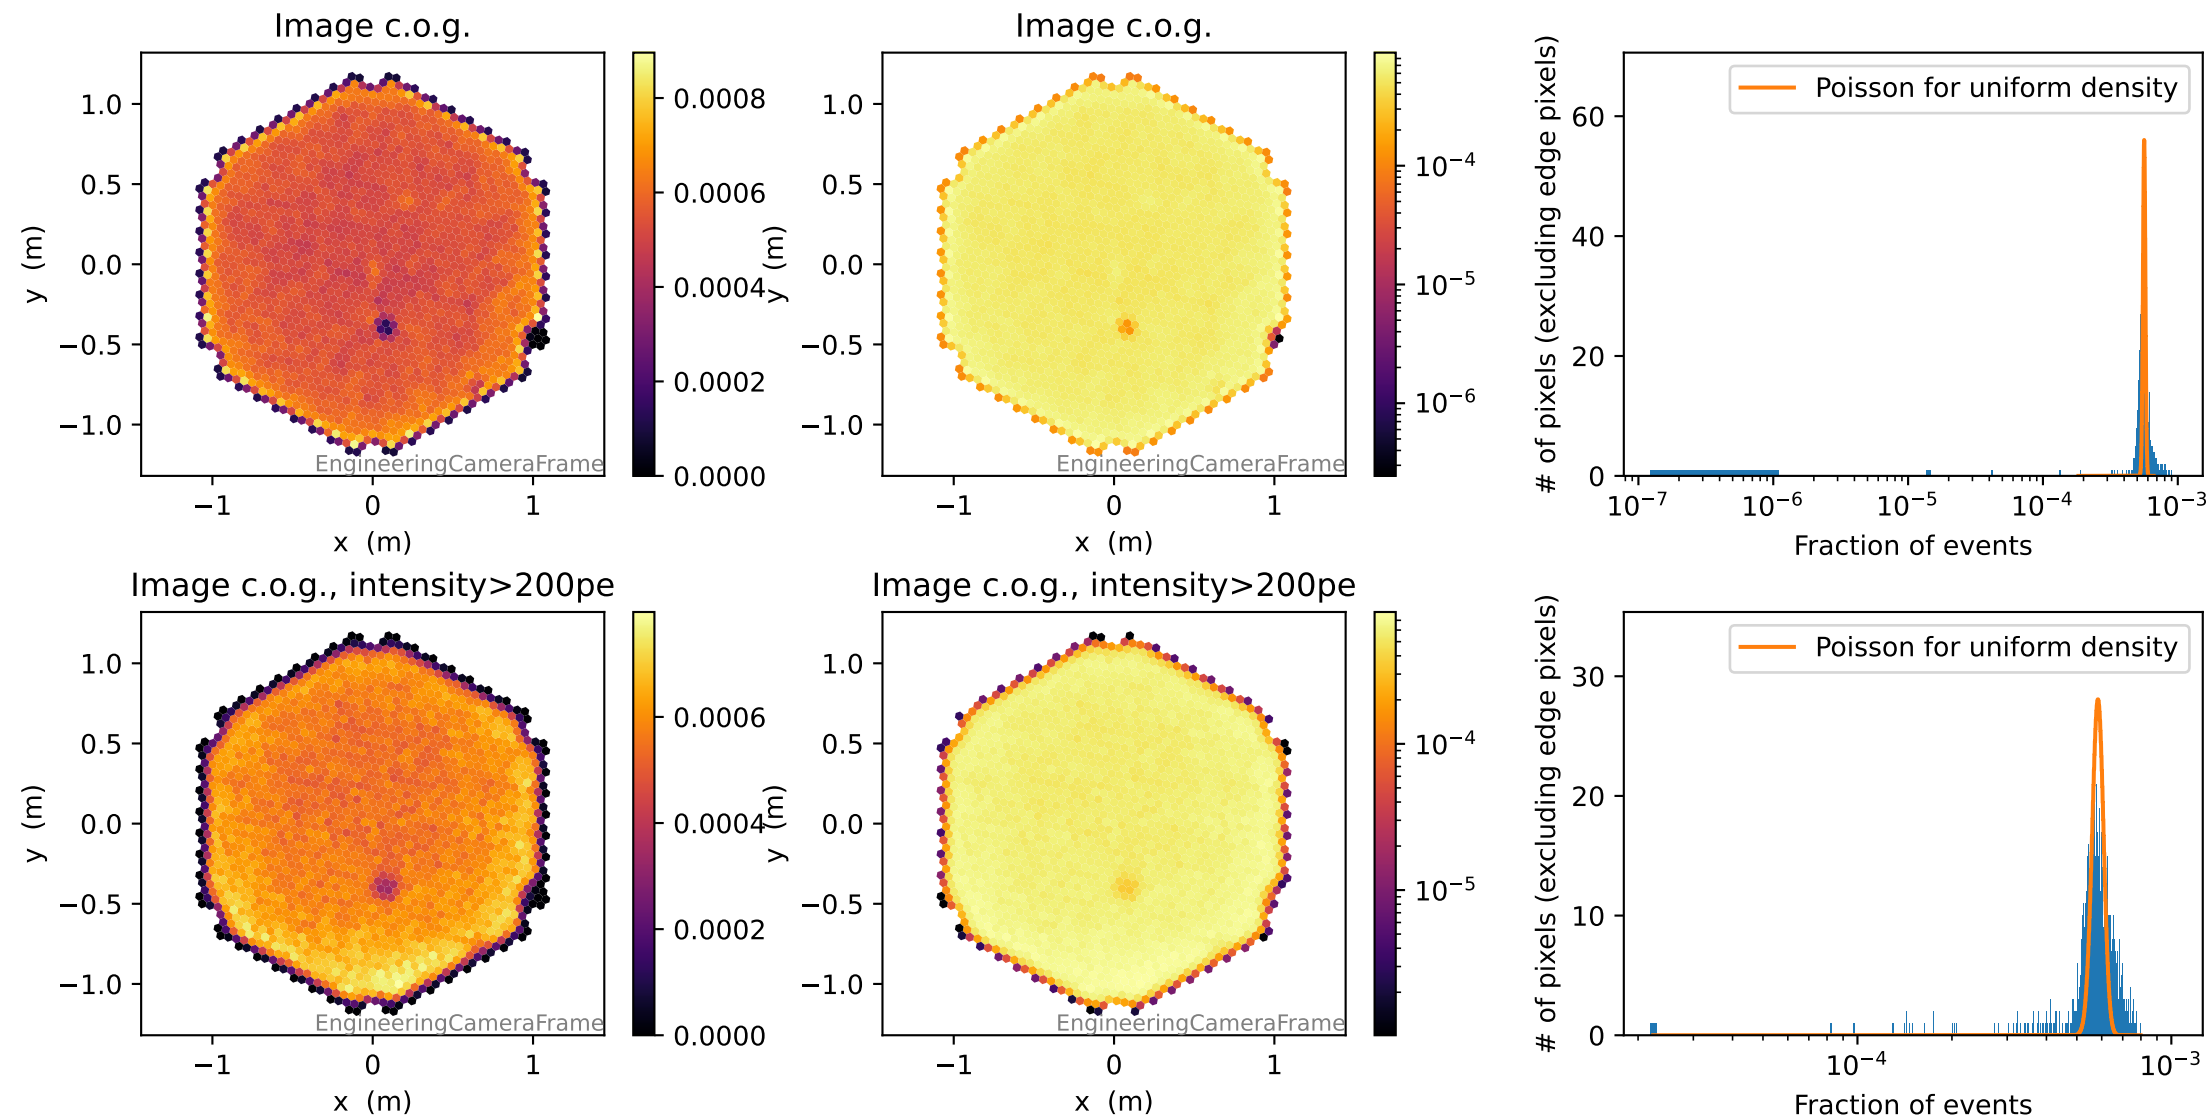 Image c.o.g.
1.0
0.5
0.0
−0.5
−1.0
y (m)
−1
0
1
x (m)
EngineeringCameraFrame
0.0008
0.0006
0.0004
0.0002
0.0000
Image c.o.g.
1.0
0.5
0.0
−0.5
−1.0
y (m)
−1
0
1
x (m)
EngineeringCameraFrame
10⁻⁴
10⁻⁵
10⁻⁶
Poisson for uniform density
# of pixels (excluding edge pixels)
60
40
20
0
10⁻⁷
10⁻⁶
10⁻⁵
10⁻⁴
10⁻³
Fraction of events
Image c.o.g., intensity>200pe
1.0
0.5
0.0
−0.5
−1.0
y (m)
−1
0
1
x (m)
EngineeringCameraFrame
0.0006
0.0004
0.0002
0.0000
Image c.o.g., intensity>200pe
1.0
0.5
0.0
−0.5
−1.0
y (m)
−1
0
1
x (m)
EngineeringCameraFrame
10⁻⁴
10⁻⁵
Poisson for uniform density
# of pixels (excluding edge pixels)
30
20
10
0
10⁻⁴
10⁻³
Fraction of events